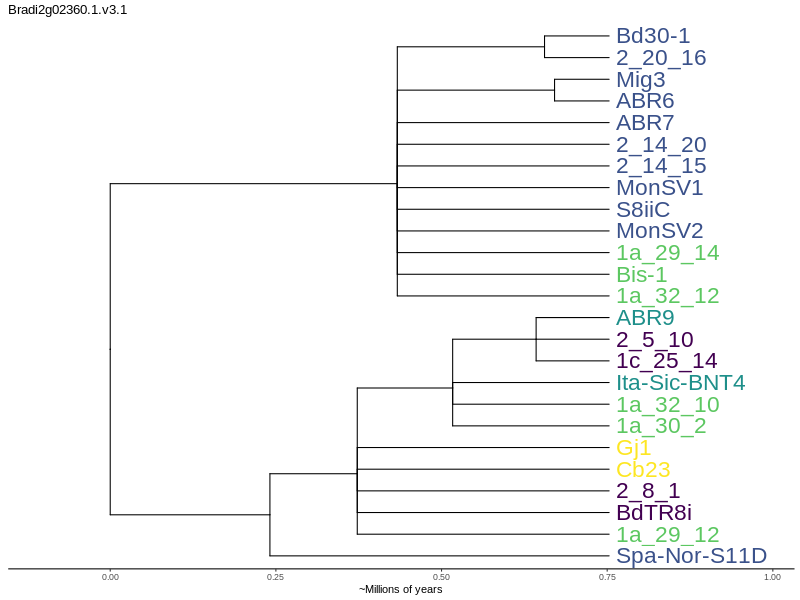 Bradi2g02360.1.v3.1
Bd30-1
2_20_16
Mig3
ABR6
ABR7
2_14_20
2_14_15
MonSV1
S8iiC
MonSV2
1a_29_14
Bis-1
1a_32_12
ABR9
2_5_10
1c_25_14
Ita-Sic-BNT4
1a_32_10
1a_30_2
Gj1
Cb23
2_8_1
BdTR8i
1a_29_12
Spa-Nor-S11D
0.00 0.25 0.50 0.75 1.00
~Millions of years